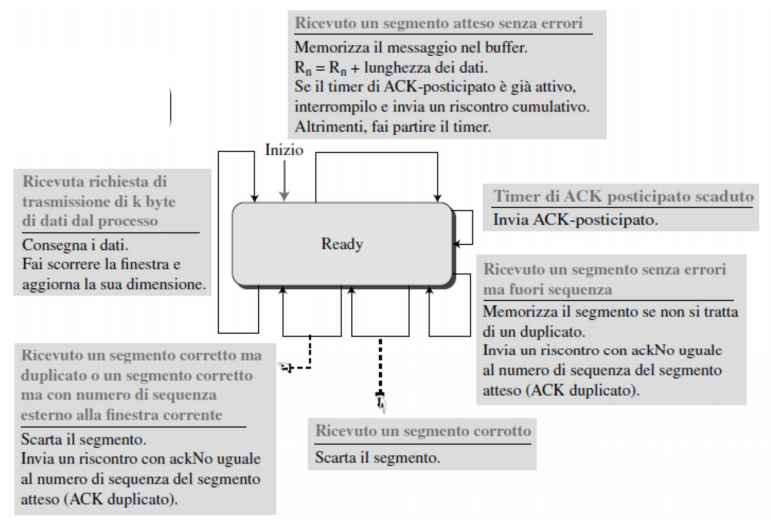 Ricevuto un segmento atteso senza errori
Memorizza il messaggio nel buffer.
Rn = Rn + lunghezza dei dati.
Se il timer di ACK-posticipato è già attivo,
interrompilo e invia un riscontro cumulativo.
Altrimenti, fai partire il timer.
Inizio
Ricevuta richiesta di
trasmissione di k byte
di dati dal processo
Consegna i dati.
Fai scorrere la finestra e
aggiorna la sua dimensione.
Ready
Timer di ACK posticipato scaduto
Invia ACK-posticipato.
Ricevuto un segmento senza errori
ma fuori sequenza
Memorizza il segmento se non si tratta
di un duplicato.
Invia un riscontro con ackNo uguale
al numero di sequenza del segmento
atteso (ACK duplicato).
Ricevuto un segmento corretto ma
duplicato o un segmento corretto
ma con numero di sequenza
esterno alla finestra corrente
Scarta il segmento.
Invia un riscontro con ackNo uguale
al numero di sequenza del segmento
atteso (ACK duplicato).
Ricevuto un segmento corrotto
Scarta il segmento.